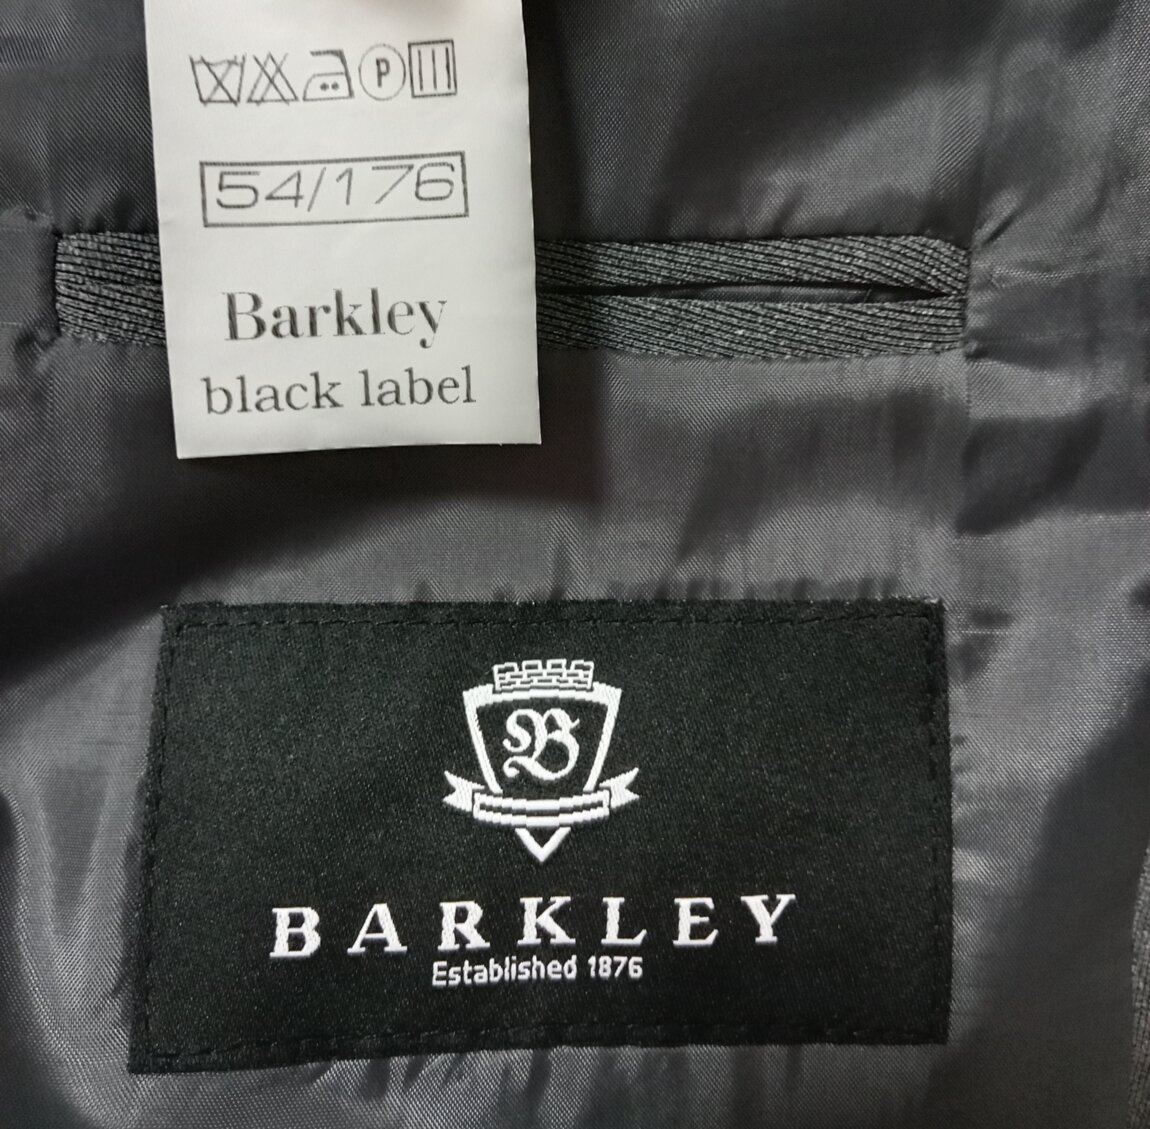 P
54/176
Barkley
black label
B
BARKLEY
Established 1876